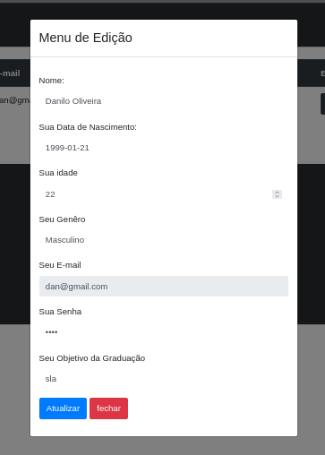 Menu de Edição
-mail
E
an@gm
Nome:
Danilo Oliveira
Sua Data de Nascimento:
1999-01-21
Sua idade
22
Seu Genêro
Masculino
Seu E-mail
dan@gmail.com
Sua Senha
••••
Seu Objetivo da Graduação
sla
Atualizar fechar